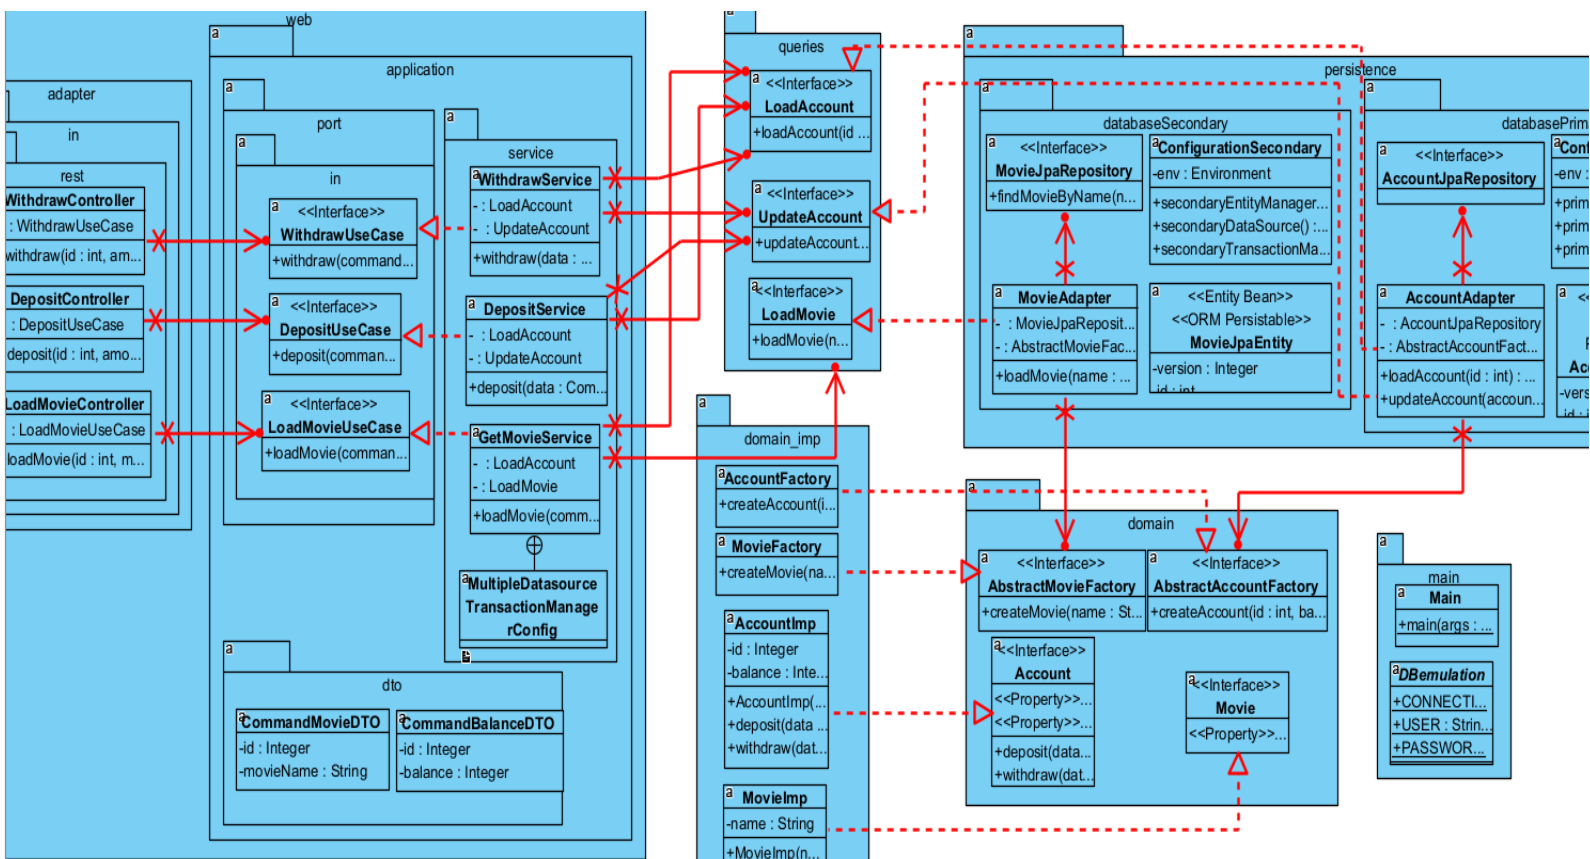 web
a
application
a
adapter
in
rest
WithdrawController
: WithdrawUseCase
withdraw(id : int, am...
DepositController
: DepositUseCase
deposit(id : int, amo...
LoadMovieController
: LoadMovieUseCase
loadMovie(id : int, m...
a
port
a
in
a
<<Interface>>
WithdrawUseCase
+withdraw(command...
a
<<Interface>>
DepositUseCase
+deposit(comman...
a
<<Interface>>
LoadMovieUseCase
+loadMovie(comman...
a
service
a
WithdrawService
- : LoadAccount
- : UpdateAccount
+withdraw(data : ...
a
DepositService
- : LoadAccount
- : UpdateAccount
+deposit(data : Com...
a
GetMovieService
- : LoadAccount
- : LoadMovie
+loadMovie(comm...
a
MultipleDatasource
TransactionManage
rConfig
a
dto
a
CommandMovieDTO
-id : Integer
-movieName : String
a
CommandBalanceDTO
-id : Integer
-balance : Integer
a
queries
a
<<Interface>>
LoadAccount
+loadAccount(id ...
a
<<Interface>>
UpdateAccount
+updateAccount...
a
<<Interface>>
LoadMovie
+loadMovie(n...
a
domain_imp
a
AccountFactory
+createAccount(i...
a
MovieFactory
+createMovie(na...
a
AccountImp
-id : Integer
-balance : Inte...
+AccountImp(...
+deposit(data ...
+withdraw(dat...
a
MovieImp
-name : String
+MovieImp(n...
a
persistence
a
databaseSecondary
a
<<Interface>>
MovieJpaRepository
+findMovieByName(n...
a
ConfigurationSecondary
-env : Environment
+secondaryEntityManager...
+secondaryDataSource() :...
+secondaryTransactionMa...
a
MovieAdapter
- : MovieJpaReposit...
- : AbstractMovieFac...
+loadMovie(name : ...
a
<<Entity Bean>>
<<ORM Persistable>>
MovieJpaEntity
-version : Integer
id : int
a
databasePrim
a
<<Interface>>
AccountJpaRepository
a
Conf
-env :
+prim
+prim
+prim
a
AccountAdapter
- : AccountJpaRepository
- : AbstractAccountFact...
+loadAccount(id : int) : ...
+updateAccount(accoun...
a
<<
Acc
-vers
a
domain
a
<<Interface>>
AbstractMovieFactory
+createMovie(name : St...
a
<<Interface>>
AbstractAccountFactory
+createAccount(id : int, ba...
a
<<Interface>>
Account
<<Property>>...
<<Property>>...
+deposit(data...
+withdraw(dat...
a
<<Interface>>
Movie
<<Property>>...
a
main
a
Main
+main(args : ...
a
DBemulation
+CONNECTI...
+USER : Strin...
+PASSWOR...